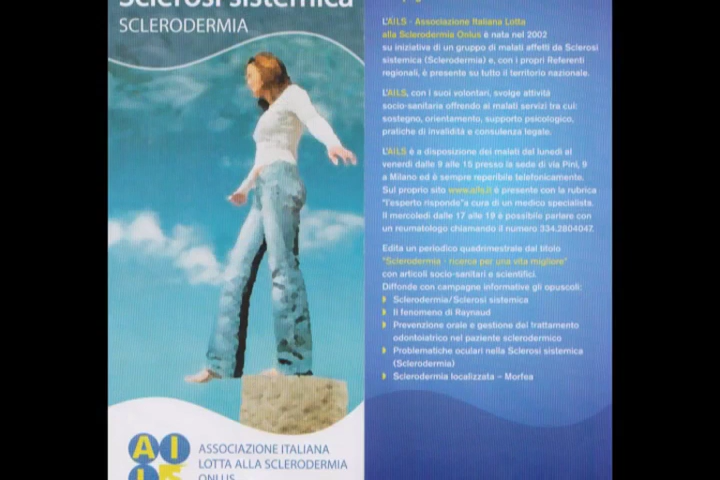 Sclerosi sistemica
SCLERODERMIA
ASSOCIAZIONE ITALIANA
LOTTA ALLA SCLERODERMIA
ONLUS
AI
L
L'AILS - Associazione Italiana Lotta
alla Sclerodermia Onlus è nata nel 2002
su iniziativa di un gruppo di malati affetti da Sclerosi
sistemica (Sclerodermia) e, con i propri Referenti
regionali, è presente su tutto il territorio nazionale.
L'AILS, con i suoi volontari, svolge attività
socio-sanitaria offrendo ai malati servizi tra cui:
sostegno, orientamento, supporto psicologico,
pratiche di invalidità e consulenza legale.
L'AILS è a disposizione dei malati dal lunedì al
venerdì dalle 9 alle 15 presso la sede di via Pini, 9
a Milano ed è sempre reperibile telefonicamente.
Sul proprio sito www.ails.it è presente con la rubrica
"l'esperto risponde" a cura di un medico specialista.
Il mercoledì dalle 17 alle 19 è possibile parlare con
un reumatologo chiamando il numero 334.2804047.
Edita un periodico quadrimestrale dal titolo
"Sclerodermia - ricerca per una vita migliore"
con articoli socio-sanitari e scientifici.
Diffonde con campagne informative gli opuscoli:
Sclerodermia/Sclerosi sistemica
Il fenomeno di Raynaud
Prevenzione orale e gestione del trattamento
odontoiatrico nel paziente sclerodermico
Problematiche oculari nella Sclerosi sistemica
(Sclerodermia)
Sclerodermia localizzata – Morfea